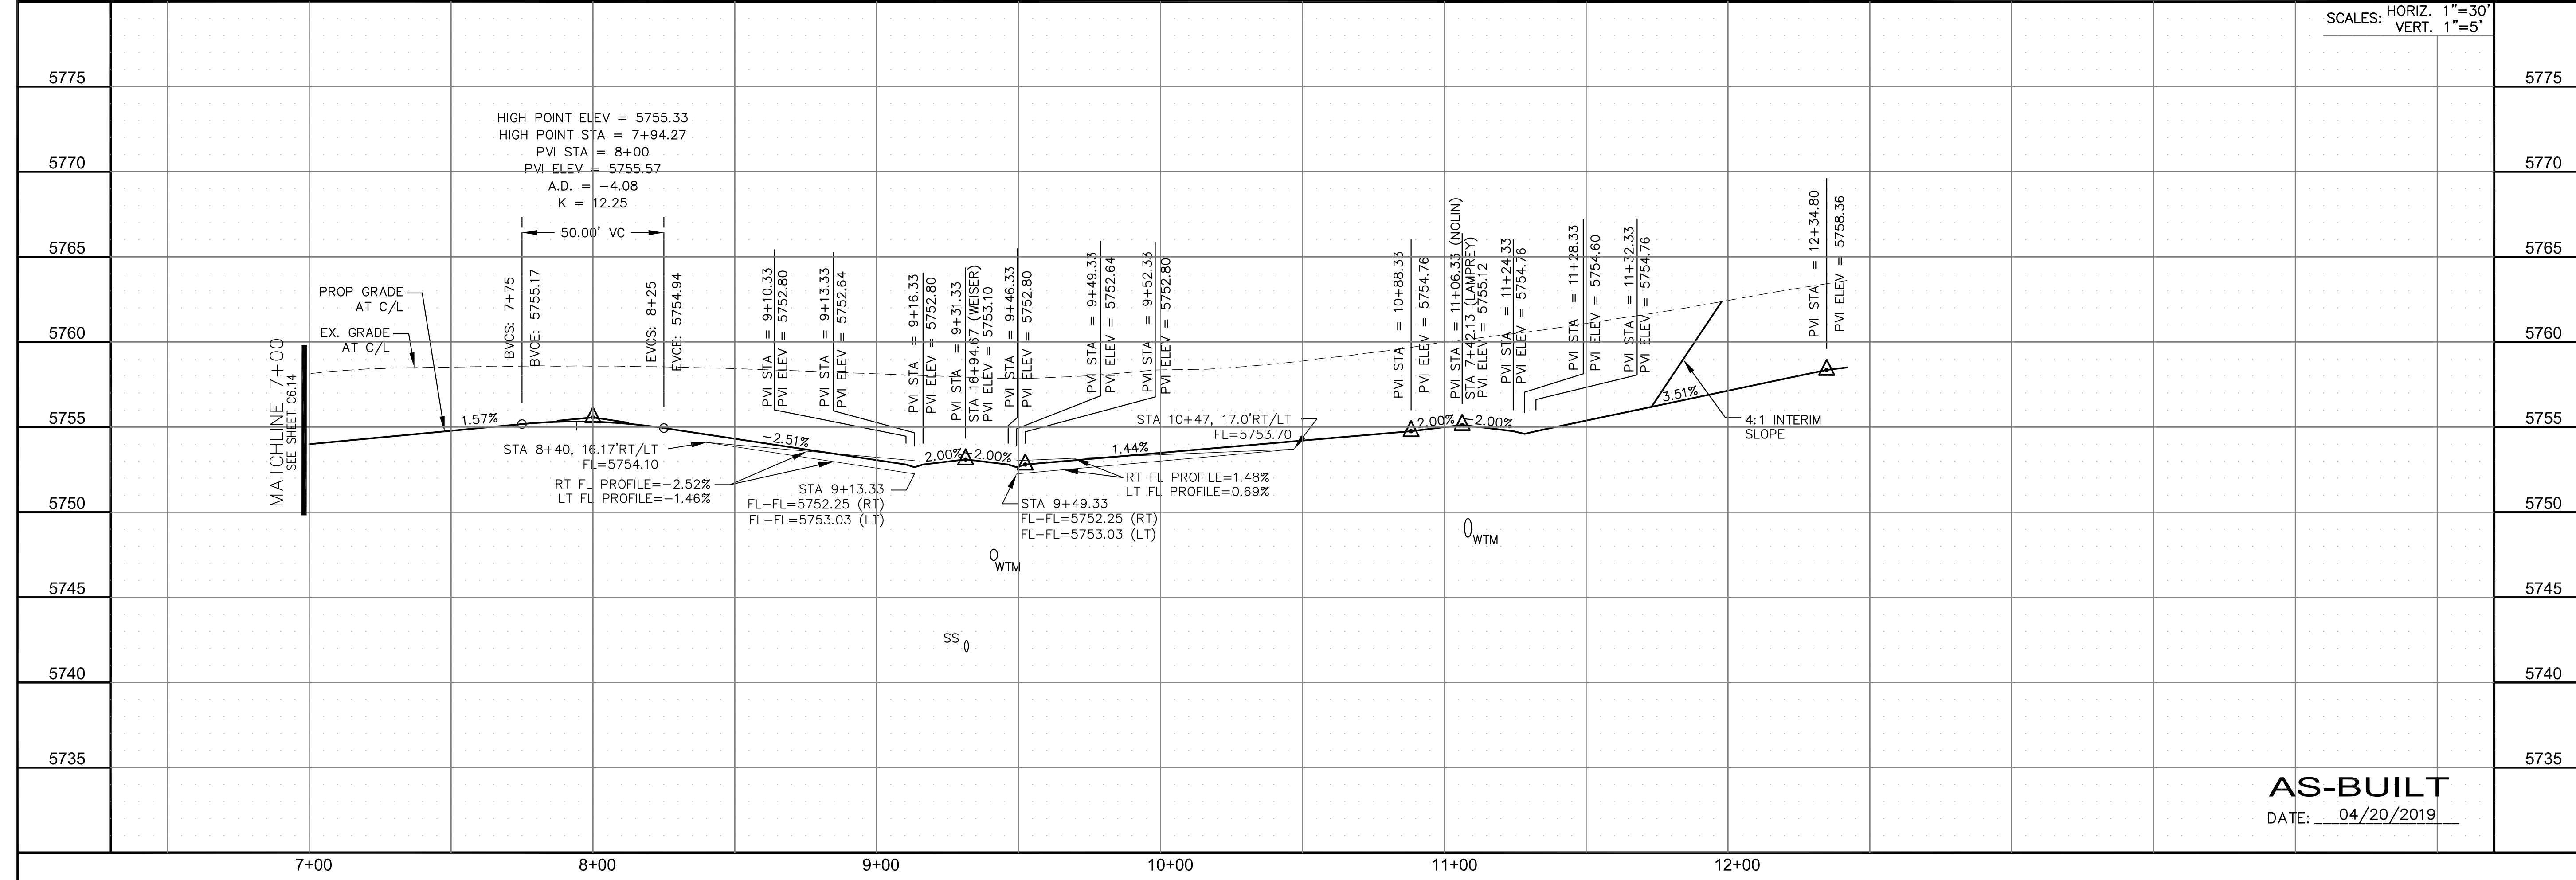 SCALES: HORIZ. 1"=30'
VERT. 1"=5'
5775
5775
HIGH POINT ELEV = 5755.33
HIGH POINT STA = 7+94.27
PVI STA = 8+00
PVI ELEV = 5755.57
A.D. = −4.08
K = 12.25
50.00' VC
5770
5770
5765
5765
5760
5760
5755
5755
5750
5750
5745
5745
5740
5740
5735
5735
MATCHLINE 7+00
SEE SHEET C6.14
PROP GRADE
AT C/L
EX. GRADE
AT C/L
1.57%
BVCS: 7+75
BVCE: 5755.17
EVCS: 8+25
EVCE: 5754.94
PVI STA = 9+10.33
PVI ELEV = 5752.80
PVI STA = 9+13.33
PVI ELEV = 5752.64
PVI STA = 9+16.33
PVI ELEV = 5752.80
PVI STA = 9+31.33
STA 16+94.67 (WEISER)
PVI ELEV = 5753.10
PVI STA = 9+46.33
PVI ELEV = 5752.80
PVI STA = 9+49.33
PVI ELEV = 5752.64
PVI STA = 9+52.33
PVI ELEV = 5752.80
PVI STA = 10+88.33
PVI ELEV = 5754.76
PVI STA = 11+06.33 (NOLIN)
STA 7+42.13 (LAMPREY)
PVI ELEV = 5755.12
PVI STA = 11+24.33
PVI ELEV = 5754.76
PVI STA = 11+28.33
PVI ELEV = 5754.60
PVI STA = 11+32.33
PVI ELEV = 5754.76
PVI STA = 12+34.80
PVI ELEV = 5758.36
−2.51%
STA 8+40, 16.17'RT/LT
FL=5754.10
RT FL PROFILE=−2.52%
LT FL PROFILE=−1.46%
STA 9+13.33
FL−FL=5752.25 (RT)
FL−FL=5753.03 (LT)
2.00%
−2.00%
STA 9+49.33
FL−FL=5752.25 (RT)
FL−FL=5753.03 (LT)
STA 10+47, 17.0'RT/LT
FL=5753.70
1.44%
RT FL PROFILE=1.48%
LT FL PROFILE=0.69%
2.00%
−2.00%
3.51%
4:1 INTERIM
SLOPE
WTM
WTM
SS
AS-BUILT
DATE: 04/20/2019
7+00
8+00
9+00
10+00
11+00
12+00